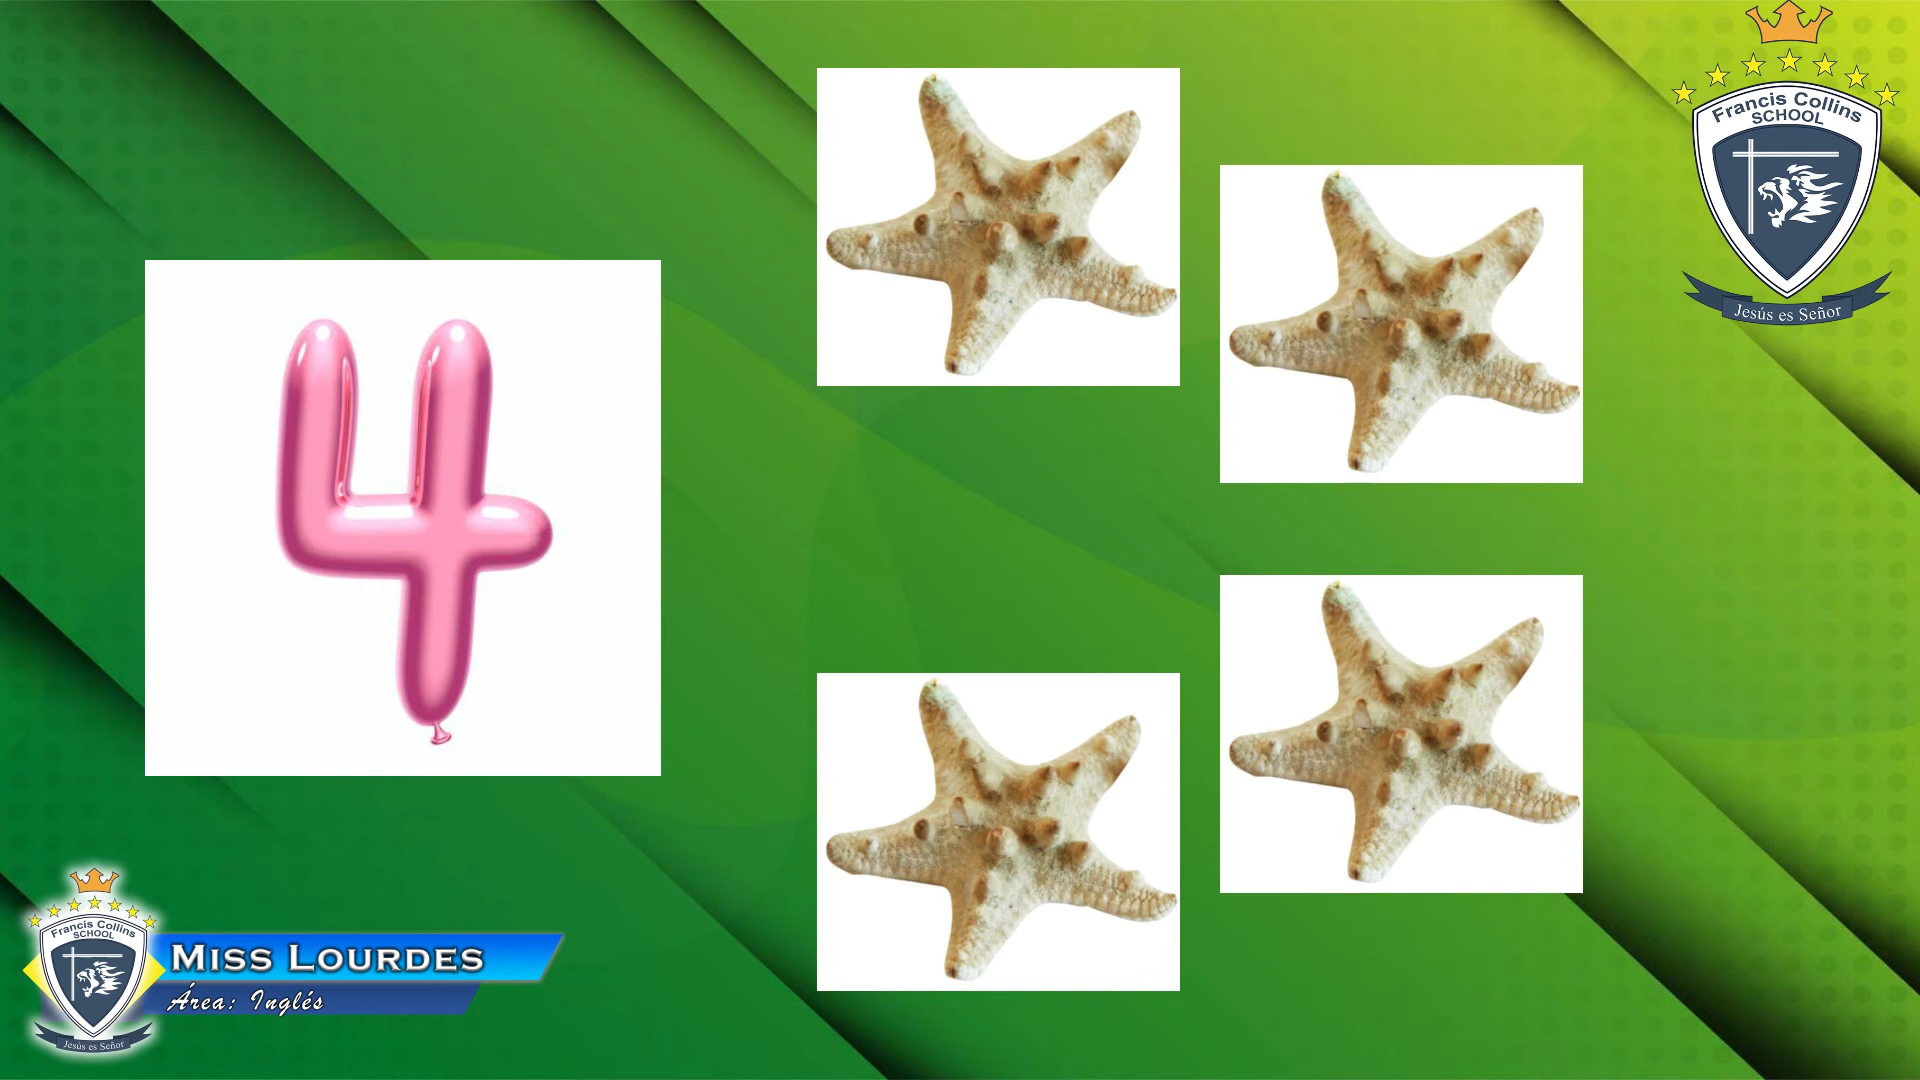 Francis Collins
SCHOOL
Jesús es Señor
4
Francis Collins
SCHOOL
Jesús es Señor
Miss Lourdes
Área: Inglés